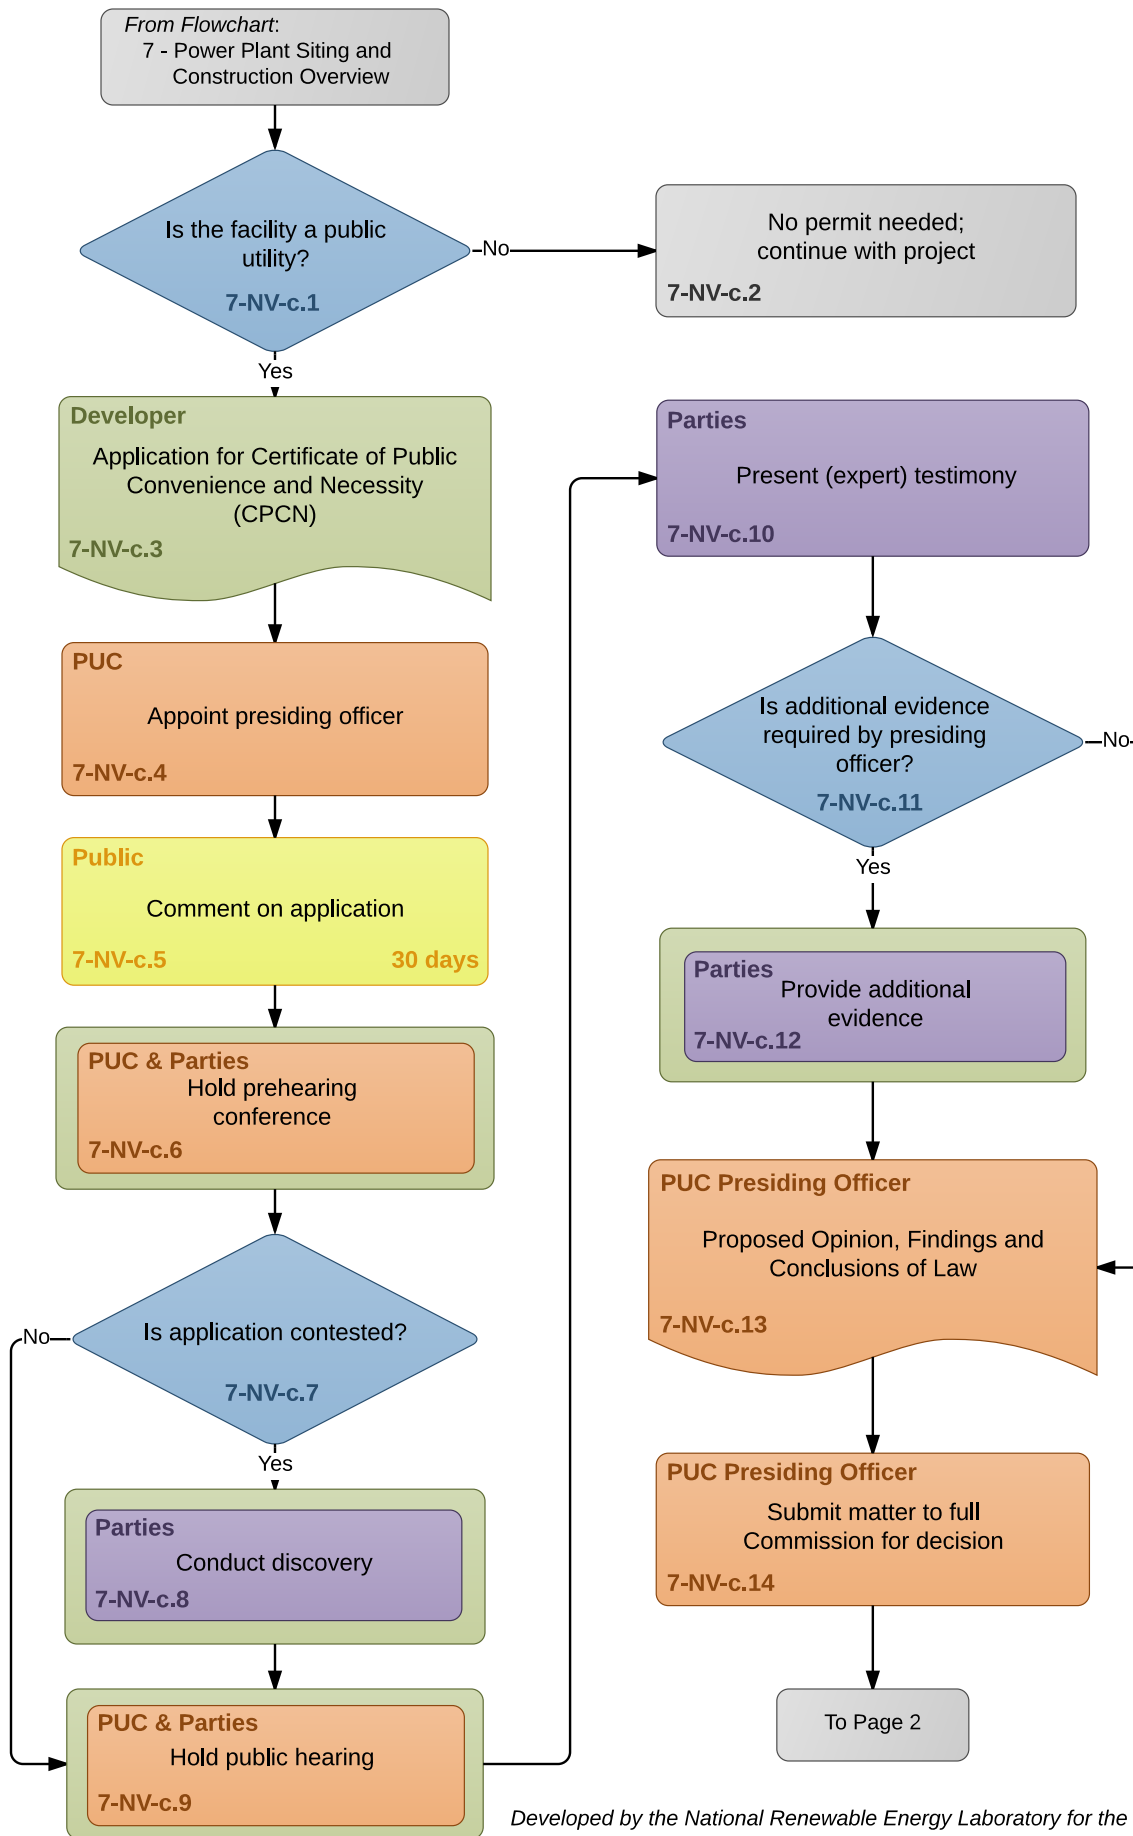 From Flowchart:
7 - Power Plant Siting and
Construction Overview
Is the facility a public
utility?
7-NV-c.1
No
No permit needed;
continue with project
7-NV-c.2
Yes
Developer
Application for Certificate of Public
Convenience and Necessity
(CPCN)
7-NV-c.3
PUC
Appoint presiding officer
7-NV-c.4
Public
Comment on application
7-NV-c.5 30 days
PUC & Parties
Hold prehearing
conference
7-NV-c.6
Is application contested?
7-NV-c.7
No
Yes
Parties
Conduct discovery
7-NV-c.8
PUC & Parties
Hold public hearing
7-NV-c.9
Parties
Present (expert) testimony
7-NV-c.10
Is additional evidence
required by presiding
officer?
7-NV-c.11
No
Yes
Parties
Provide additional
evidence
7-NV-c.12
PUC Presiding Officer
Proposed Opinion, Findings and
Conclusions of Law
7-NV-c.13
PUC Presiding Officer
Submit matter to full
Commission for decision
7-NV-c.14
To Page 2
Developed by the National Renewable Energy Laboratory for the